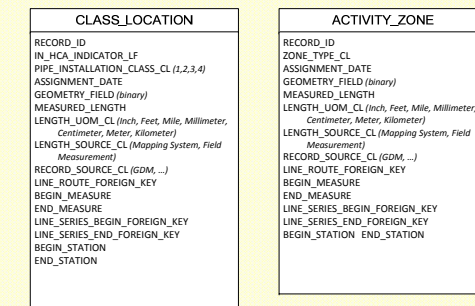 CLASS_LOCATION
RECORD_ID
IN_HCA_INDICATOR_LF
PIPE_INSTALLATION_CLASS_CL (1,2,3,4)
ASSIGNMENT_DATE
GEOMETRY_FIELD (binary)
MEASURED_LENGTH
LENGTH_UOM_CL (Inch, Feet, Mile, Millimeter,
Centimeter, Meter, Kilometer)
LENGTH_SOURCE_CL (Mapping System, Field
Measurement)
RECORD_SOURCE_CL (GDM, ...)
LINE_ROUTE_FOREIGN_KEY
BEGIN_MEASURE
END_MEASURE
LINE_SERIES_BEGIN_FOREIGN_KEY
LINE_SERIES_END_FOREIGN_KEY
BEGIN_STATION
END_STATION
ACTIVITY_ZONE
RECORD_ID
ZONE_TYPE_CL
ASSIGNMENT_DATE
GEOMETRY_FIELD (binary)
MEASURED_LENGTH
LENGTH_UOM_CL (Inch, Feet, Mile, Millimeter,
Centimeter, Meter, Kilometer)
LENGTH_SOURCE_CL (Mapping System, Field
Measurement)
RECORD_SOURCE_CL (GDM, ...)
LINE_ROUTE_FOREIGN_KEY
BEGIN_MEASURE
END_MEASURE
LINE_SERIES_BEGIN_FOREIGN_KEY
LINE_SERIES_END_FOREIGN_KEY
BEGIN_STATION END_STATION